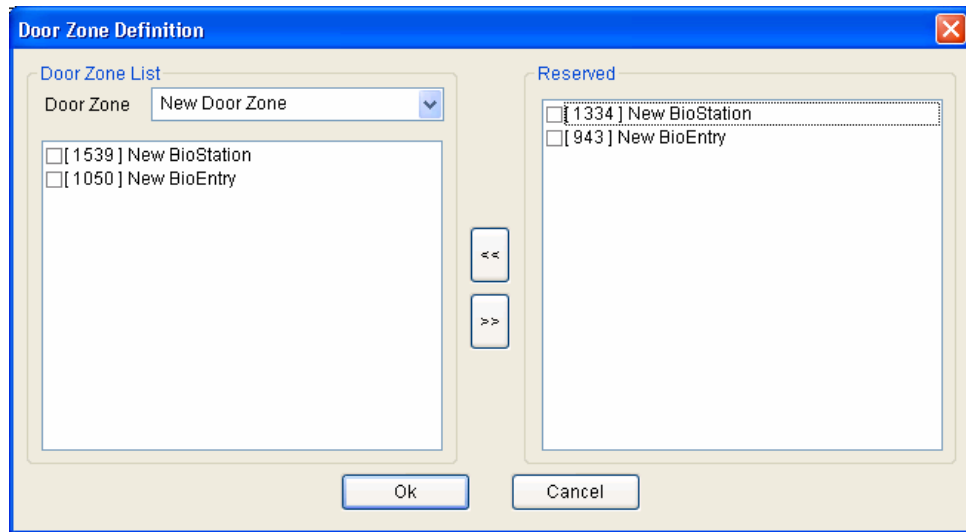 Door Zone Definition
Door Zone List
Door Zone New Door Zone
[ 1539 ] New BioStation
[ 1050 ] New BioEntry
<<
>>
Reserved
[ 1334 ] New BioStation
[ 943 ] New BioEntry
Ok
Cancel